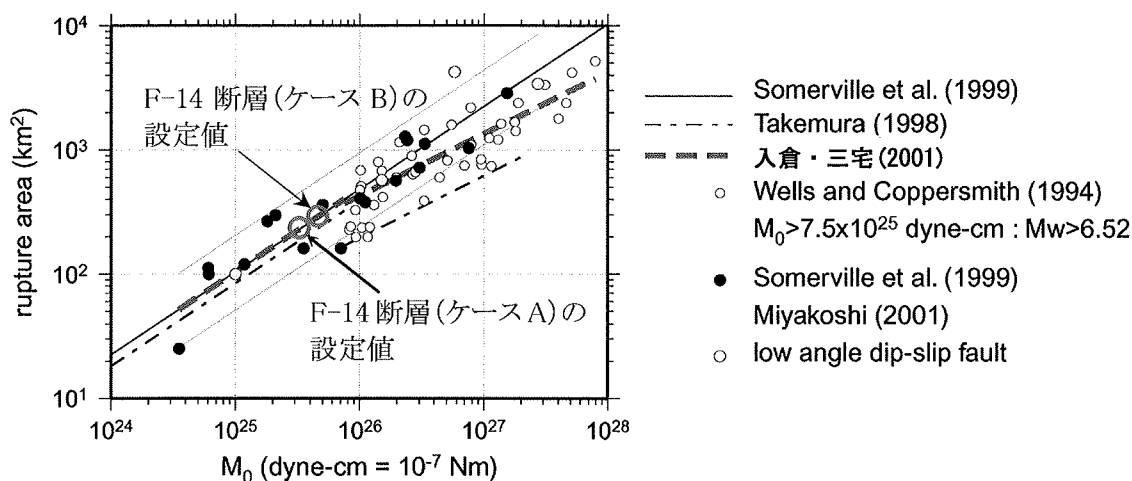 10⁴
10³
10²
10¹
rupture area (km²)
F-14 断層(ケース B)の
設定値
F-14 断層(ケース A)の
設定値
10²⁴
10²⁵
10²⁶
10²⁷
10²⁸
M₀ (dyne-cm = 10⁻⁷ Nm)
Somerville et al. (1999)
Takemura (1998)
入倉・三宅(2001)
Wells and Coppersmith (1994)
M₀>7.5x10²⁵ dyne-cm : Mw>6.52
Somerville et al. (1999)
Miyakoshi (2001)
low angle dip-slip fault